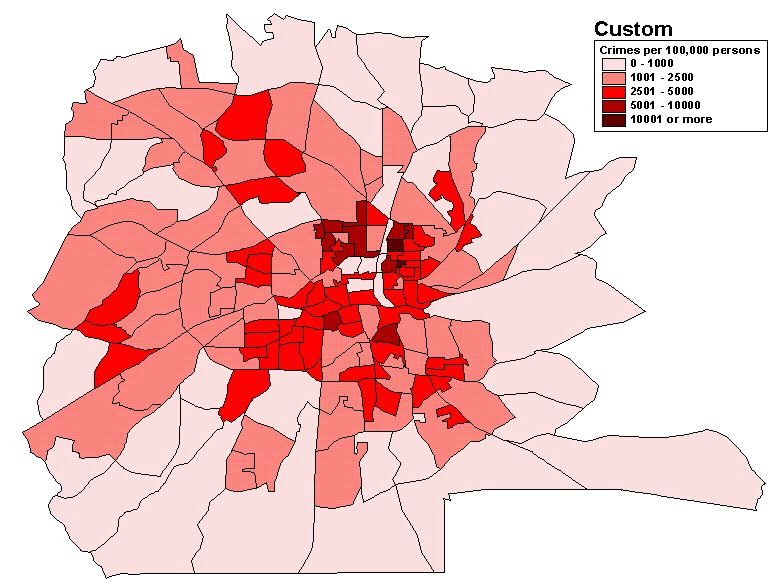 Custom
Crimes per 100,000 persons
0 - 1000
1001 - 2500
2501 - 5000
5001 - 10000
10001 or more